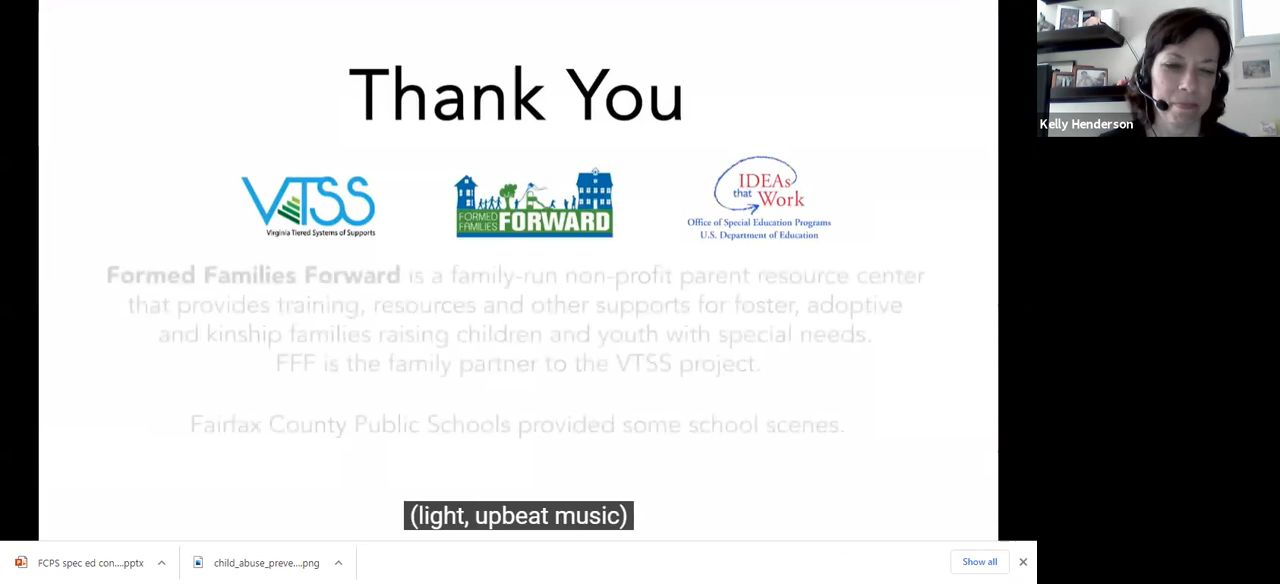 Thank You
VTSS
Virginia Tiered Systems of Supports
FORMED
FAMILIES FORWARD
IDEAs
that Work
Office of Special Education Programs
U.S. Department of Education
Formed Families Forward is a family-run non-profit parent resource center
that provides training, resources and other supports for foster, adoptive
and kinship families raising children and youth with special needs.
FFF is the family partner to the VTSS project.
Fairfax County Public Schools provided some school scenes.
(light, upbeat music)
Kelly Henderson
FCPS spec ed con....pptx
child_abuse_preve....png
Show all